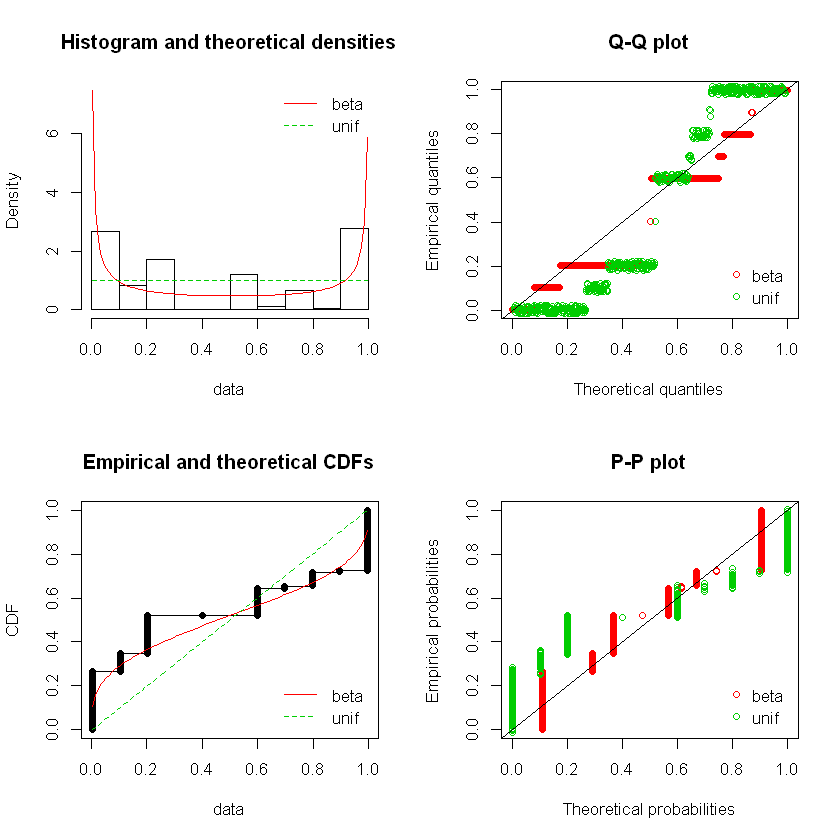 Histogram and theoretical densities
Density
6
4
2
0
0.0 0.2 0.4 0.6 0.8 1.0
data
beta
unif
Q-Q plot
Empirical quantiles
1.0
0.8
0.6
0.4
0.2
0.0
0.0 0.2 0.4 0.6 0.8 1.0
Theoretical quantiles
beta
unif
Empirical and theoretical CDFs
CDF
1.0
0.8
0.6
0.4
0.2
0.0
0.0 0.2 0.4 0.6 0.8 1.0
data
beta
unif
P-P plot
Empirical probabilities
1.0
0.8
0.6
0.4
0.2
0.0
0.0 0.2 0.4 0.6 0.8 1.0
Theoretical probabilities
beta
unif